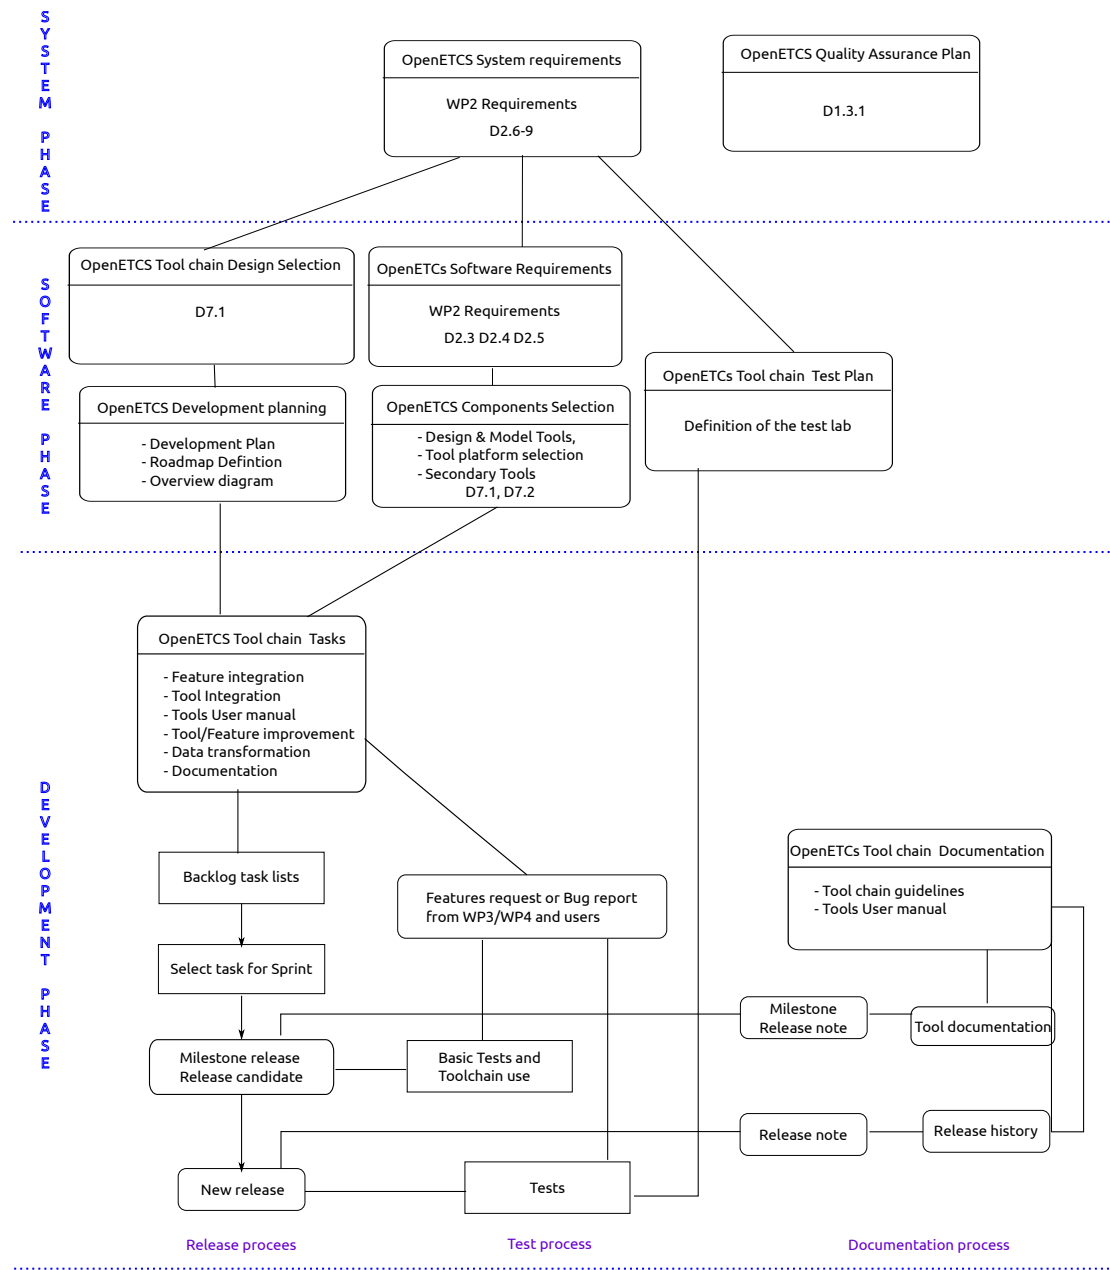 SYSTEM PHASE
OpenETCS System requirements
WP2 Requirements
D2.6-9
OpenETCS Quality Assurance Plan
D1.3.1
SOFTWARE PHASE
OpenETCS Tool chain Design Selection
D7.1
OpenETCs Software Requirements
WP2 Requirements
D2.3 D2.4 D2.5
OpenETCs Tool chain  Test Plan
Definition of the test lab
OpenETCS Development planning
- Development Plan
- Roadmap Defintion
- Overview diagram
OpenETCS Components Selection
- Design & Model Tools,
- Tool platform selection
- Secondary Tools
D7.1, D7.2
DEVELOPMENT PHASE
OpenETCS Tool chain  Tasks
- Feature integration
- Tool Integration
- Tools User manual
- Tool/Feature improvement
- Data transformation
- Documentation
Backlog task lists
Features request or Bug report
from WP3/WP4 and users
OpenETCs Tool chain  Documentation
- Tool chain guidelines
- Tools User manual
Select task for Sprint
Milestone
Release note
Tool documentation
Milestone release
Release candidate
Basic Tests and
Toolchain use
Release note
Release history
New release
Tests
Release procees
Test process
Documentation process